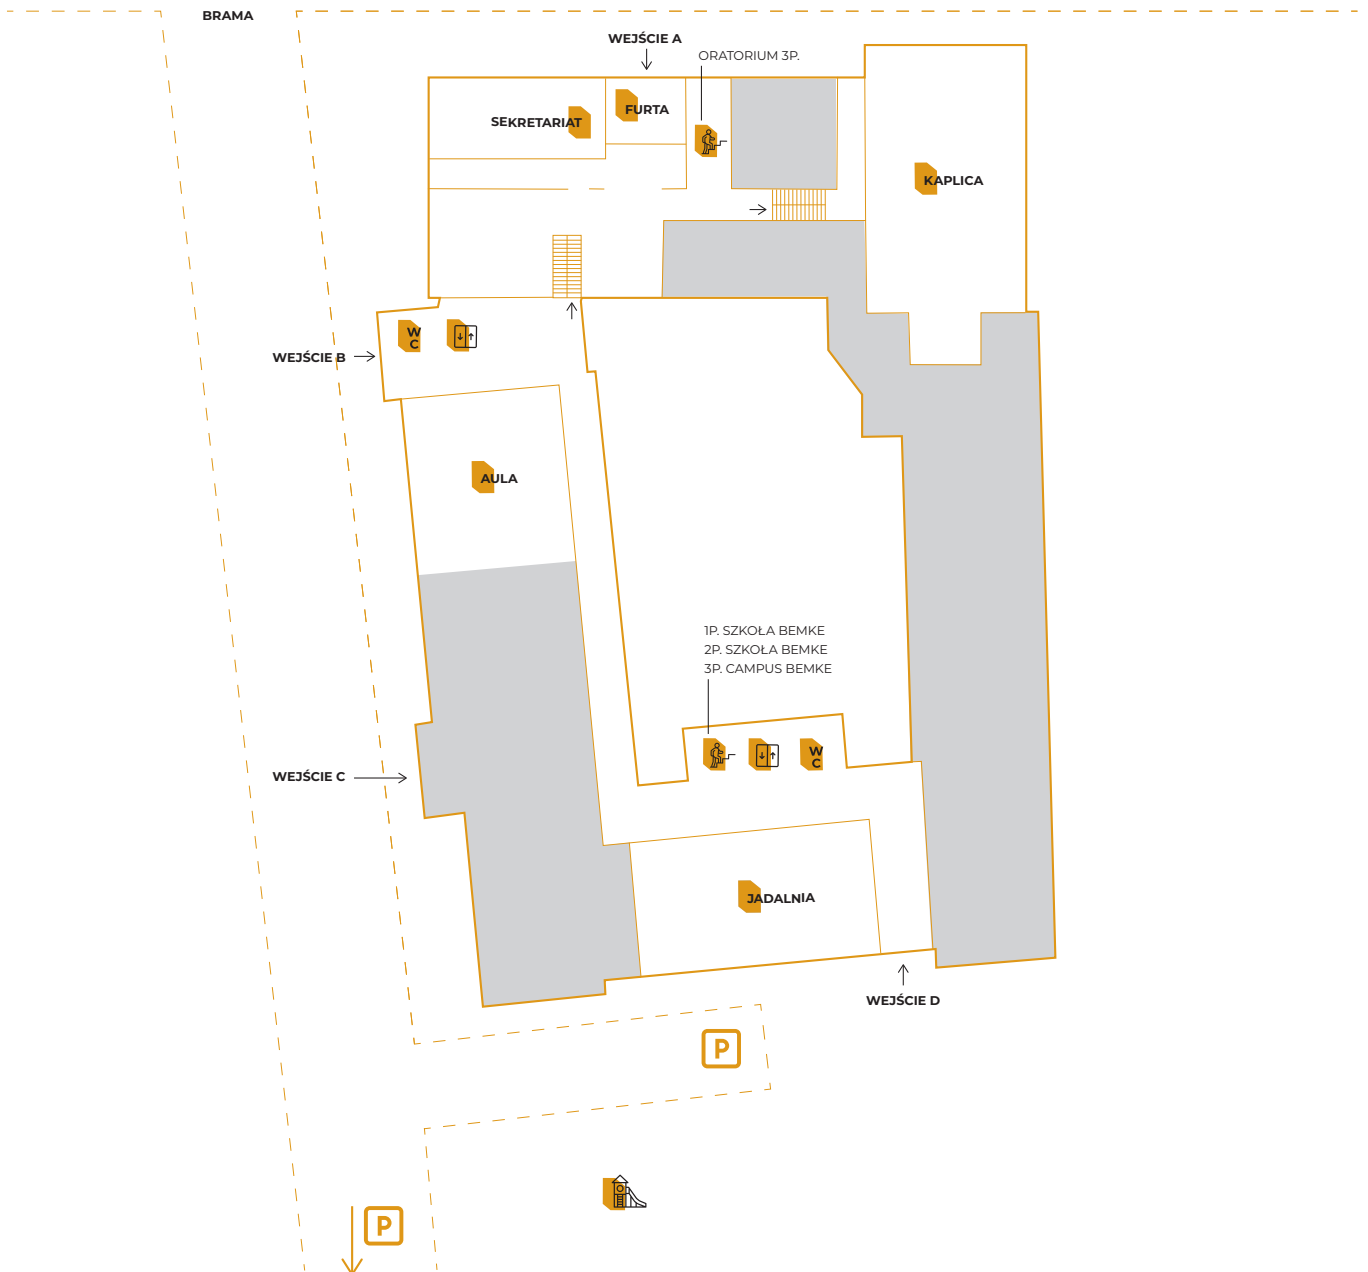 BRAMA
WEJŚCIE A
ORATORIUM 3P.
SEKRETARIAT
FURTA
KAPLICA
W
C
WEJŚCIE B
AULA
1P. SZKOŁA BEMKE
2P. SZKOŁA BEMKE
3P. CAMPUS BEMKE
W
C
WEJŚCIE C
JADALNIA
WEJŚCIE D
P
P